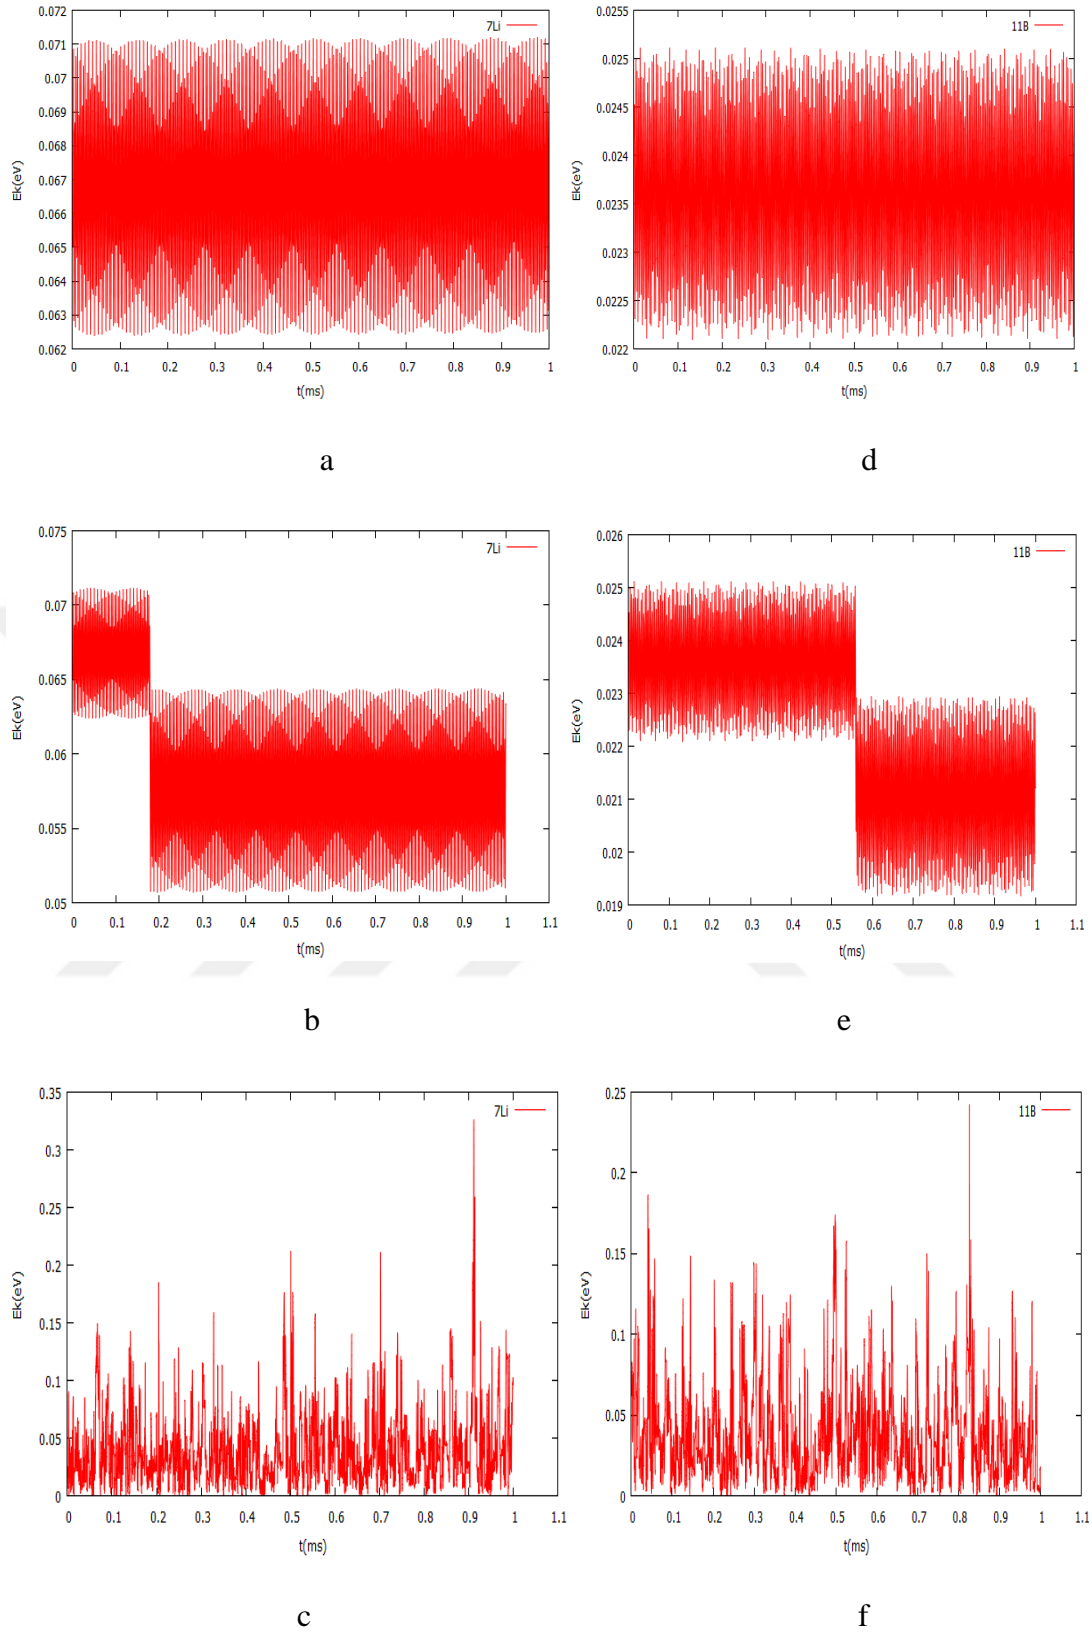 0.072
0.071
0.07
0.069
0.068
0.067
0.066
0.065
0.064
0.063
0.062
Ek(eV)
7Li
0 0.1 0.2 0.3 0.4 0.5 0.6 0.7 0.8 0.9 1
t(ms)
a
0.0255
0.025
0.0245
0.024
0.0235
0.023
0.0225
0.022
Ek(eV)
11B
0 0.1 0.2 0.3 0.4 0.5 0.6 0.7 0.8 0.9 1
t(ms)
d
0.075
0.07
0.065
0.06
0.055
0.05
Ek(eV)
7Li
0 0.1 0.2 0.3 0.4 0.5 0.6 0.7 0.8 0.9 1 1.1
t(ms)
b
0.026
0.025
0.024
0.023
0.022
0.021
0.02
0.019
Ek(eV)
11B
0 0.1 0.2 0.3 0.4 0.5 0.6 0.7 0.8 0.9 1 1.1
t(ms)
e
0.35
0.3
0.25
0.2
0.15
0.1
0.05
0
Ek(eV)
7Li
0 0.1 0.2 0.3 0.4 0.5 0.6 0.7 0.8 0.9 1 1.1
t(ms)
c
0.25
0.2
0.15
0.1
0.05
0
Ek(eV)
11B
0 0.1 0.2 0.3 0.4 0.5 0.6 0.7 0.8 0.9 1 1.1
t(ms)
f